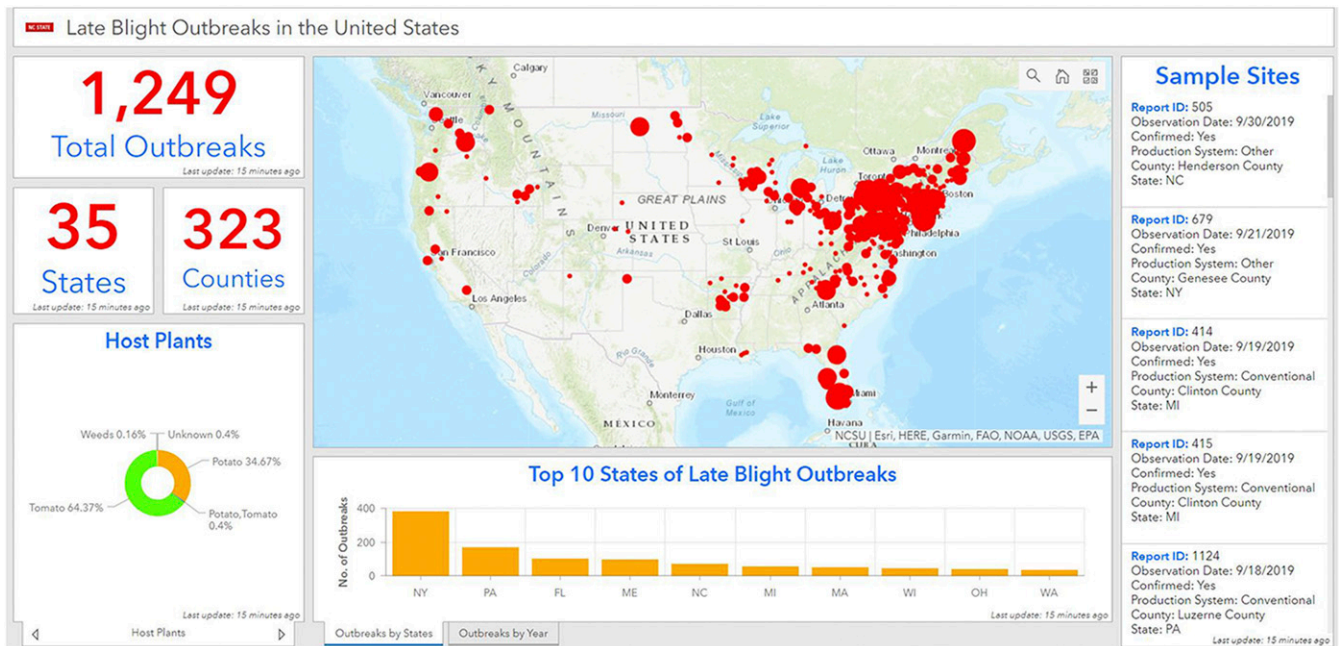 NC STATE
Late Blight Outbreaks in the United States
1,249
Total Outbreaks
Last update: 15 minutes ago
35
States
Last update: 15 minutes ago
323
Counties
Last update: 15 minutes ago
Host Plants
Weeds 0.16%
Unknown 0.4%
Potato 34.67%
Tomato 64.37%
Potato,Tomato
0.4%
Last update: 15 minutes ago
Host Plants
Calgary
Vancouver
Missouri
Lake
Superior
Ottawa
Montreal
Lake
Huron
Toronto
Boston
GREAT PLAINS
Philadelphia
UNITED
STATES
St Louis
Ohio
Washington
San Francisco
Colorado
Arkansas
Los Angeles
Atlanta
Dallas
Houston
Rio Grande
Monterrey
Gulf of
Mexico
Miami
MÉXICO
Havana
CUBA
NCSU | Esri, HERE, Garmin, FAO, NOAA, USGS, EPA
+
−
Top 10 States of Late Blight Outbreaks
No. of Outbreaks
400
200
0
NY PA FL ME NC MI MA WI OH WA
Last update: 15 minutes ago
Outbreaks by States
Outbreaks by Year
Sample Sites
Report ID: 505
Observation Date: 9/30/2019
Confirmed: Yes
Production System: Other
County: Henderson County
State: NC
Report ID: 679
Observation Date: 9/21/2019
Confirmed: Yes
Production System: Other
County: Genesee County
State: NY
Report ID: 414
Observation Date: 9/19/2019
Confirmed: Yes
Production System: Conventional
County: Clinton County
State: MI
Report ID: 415
Observation Date: 9/19/2019
Confirmed: Yes
Production System: Conventional
County: Clinton County
State: MI
Report ID: 1124
Observation Date: 9/18/2019
Confirmed: Yes
Production System: Conventional
County: Luzerne County
State: PA
Last update: 15 minutes ago